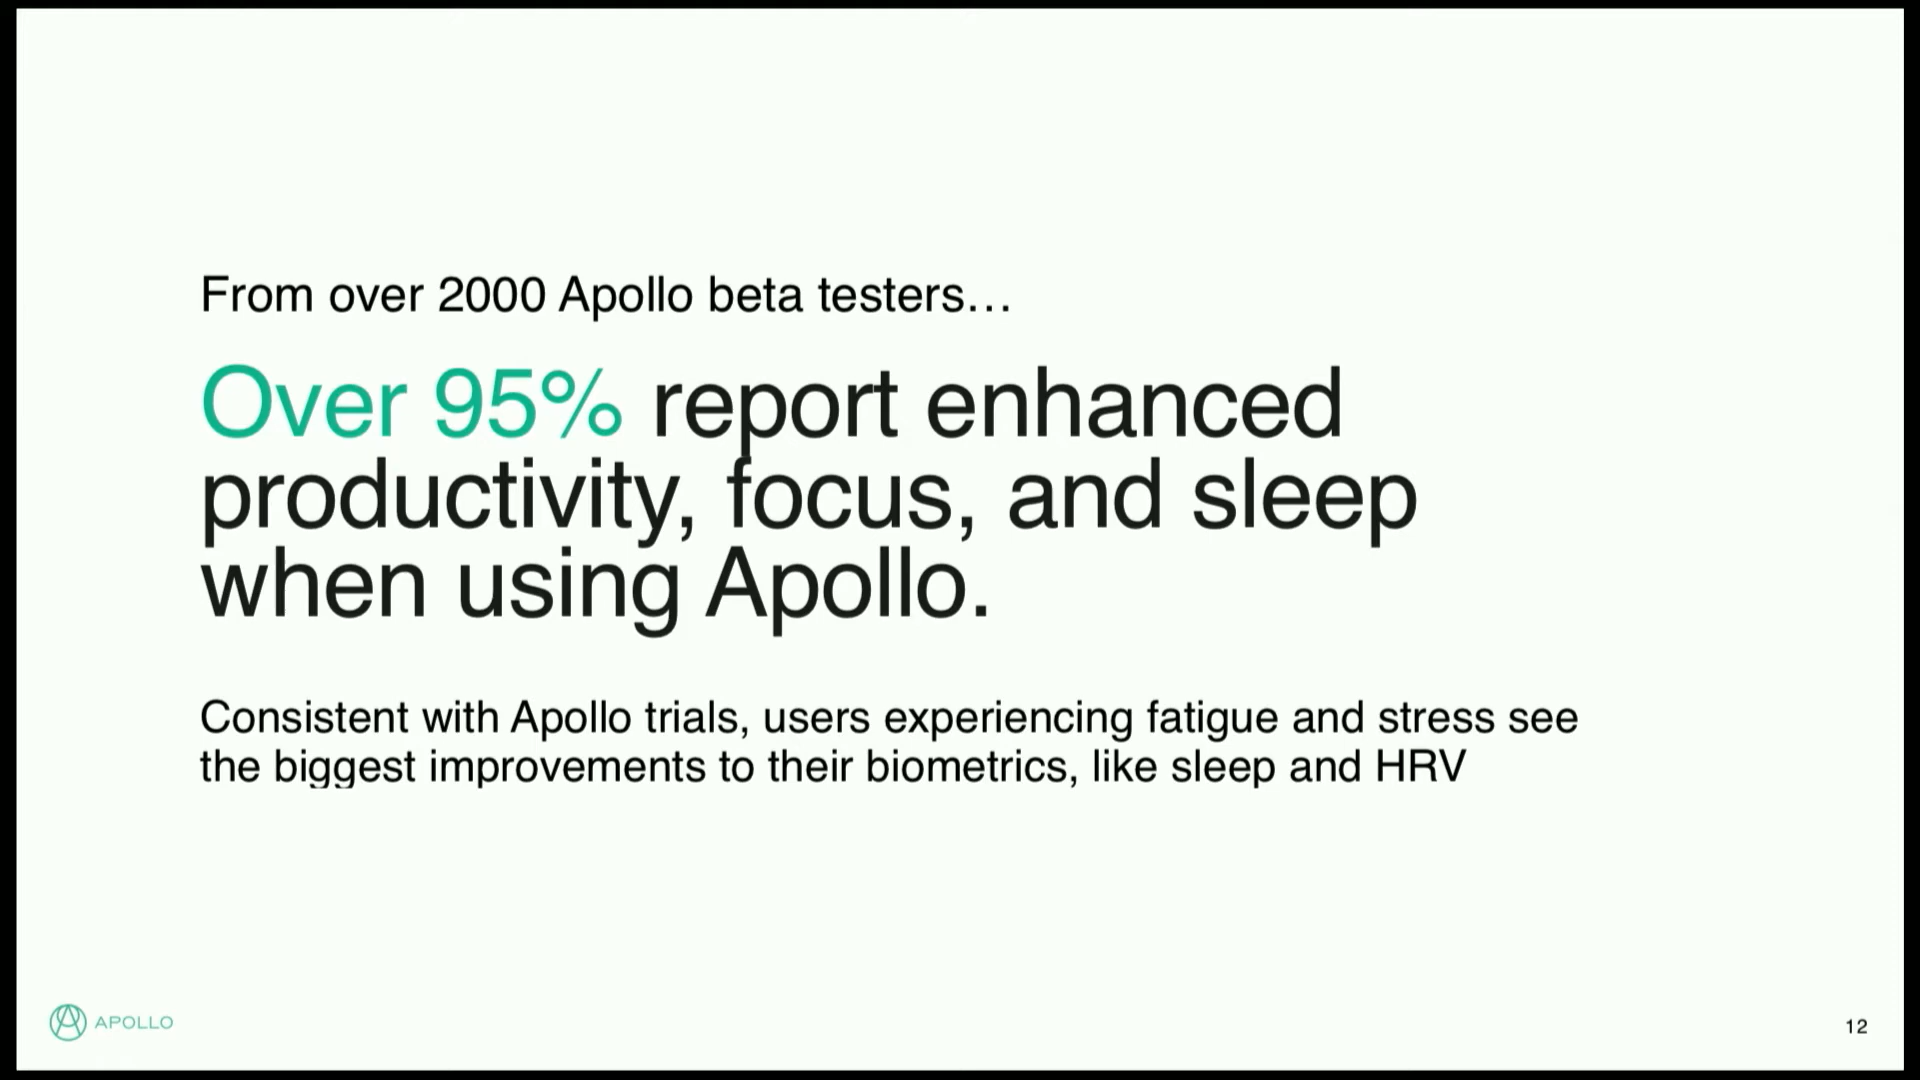 From over 2000 Apollo beta testers…
Over 95% report enhanced
productivity, focus, and sleep
when using Apollo.
Consistent with Apollo trials, users experiencing fatigue and stress see
the biggest improvements to their biometrics, like sleep and HRV
APOLLO
12